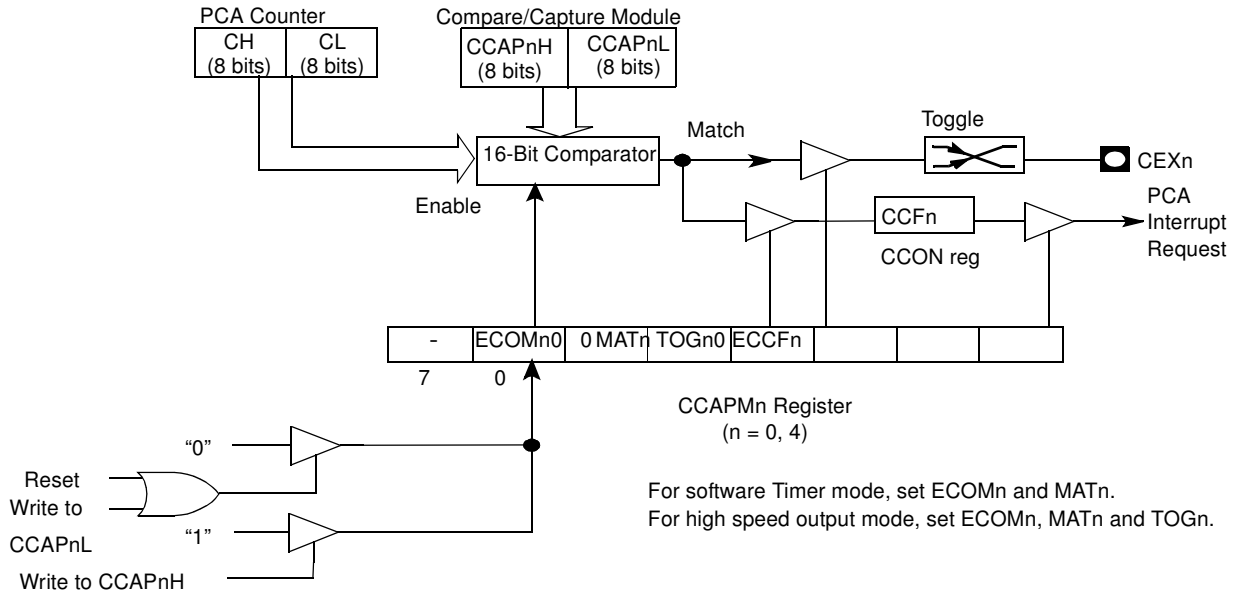 PCA Counter
CH
(8 bits)
CL
(8 bits)
Compare/Capture Module
CCAPnH
(8 bits)
CCAPnL
(8 bits)
16-Bit Comparator
Match
Toggle
CEXn
Enable
CCFn
CCON reg
PCA
Interrupt
Request
- ECOMn0 0 MATn TOGn0 ECCFn
7 0
CCAPMn Register
(n = 0, 4)
“0”
Reset
Write to
CCAPnL
“1”
Write to CCAPnH
For software Timer mode, set ECOMn and MATn.
For high speed output mode, set ECOMn, MATn and TOGn.